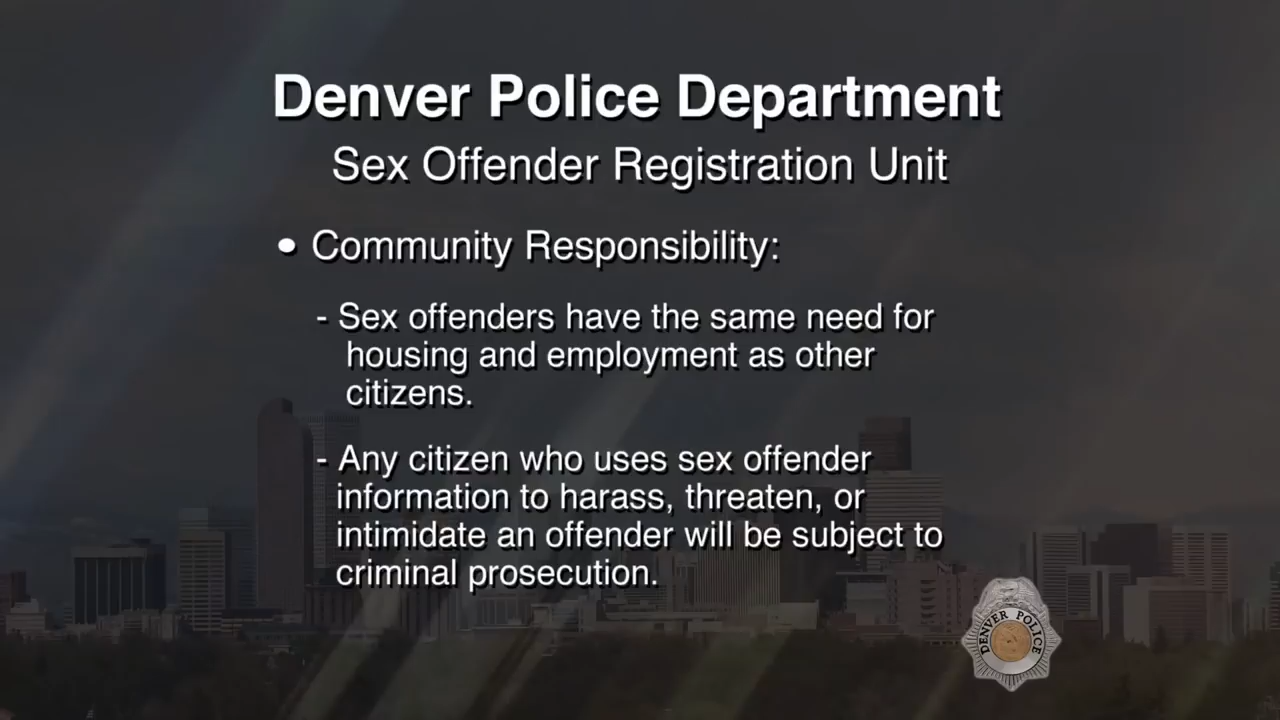 Denver Police Department
Sex Offender Registration Unit
• Community Responsibility:
- Sex offenders have the same need for
housing and employment as other
citizens.
- Any citizen who uses sex offender
information to harass, threaten, or
intimidate an offender will be subject to
criminal prosecution.
DENVER POLICE